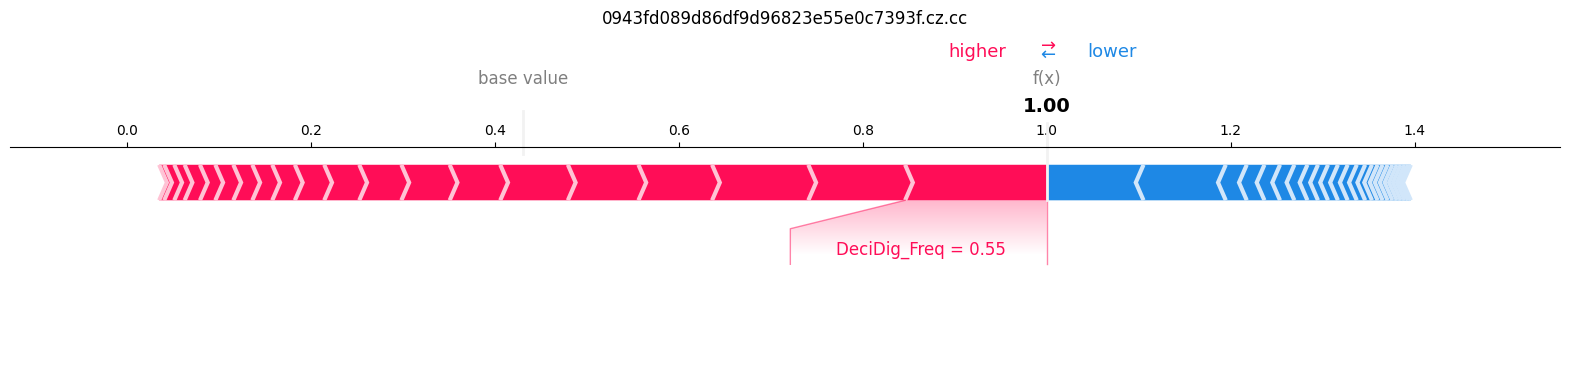 0943fd089d86df9d96823e55e0c7393f.cz.cc
higher ⇄ lower
base value f(x)
1.00
0.0 0.2 0.4 0.6 0.8 1.0 1.2 1.4
DeciDig_Freq = 0.55